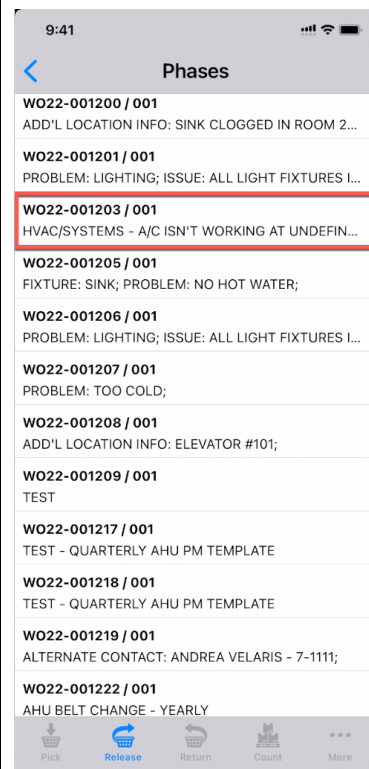 9:41
Phases
WO22-001200 / 001
ADD'L LOCATION INFO: SINK CLOGGED IN ROOM 2...
WO22-001201 / 001
PROBLEM: LIGHTING; ISSUE: ALL LIGHT FIXTURES I...
WO22-001203 / 001
HVAC/SYSTEMS - A/C ISN'T WORKING AT UNDEFIN...
WO22-001205 / 001
FIXTURE: SINK; PROBLEM: NO HOT WATER;
WO22-001206 / 001
PROBLEM: LIGHTING; ISSUE: ALL LIGHT FIXTURES I...
WO22-001207 / 001
PROBLEM: TOO COLD;
WO22-001208 / 001
ADD'L LOCATION INFO: ELEVATOR #101;
WO22-001209 / 001
TEST
WO22-001217 / 001
TEST - QUARTERLY AHU PM TEMPLATE
WO22-001218 / 001
TEST - QUARTERLY AHU PM TEMPLATE
WO22-001219 / 001
ALTERNATE CONTACT: ANDREA VELARIS - 7-1111;
WO22-001222 / 001
AHU BELT CHANGE - YEARLY
Pick Release Return Count More